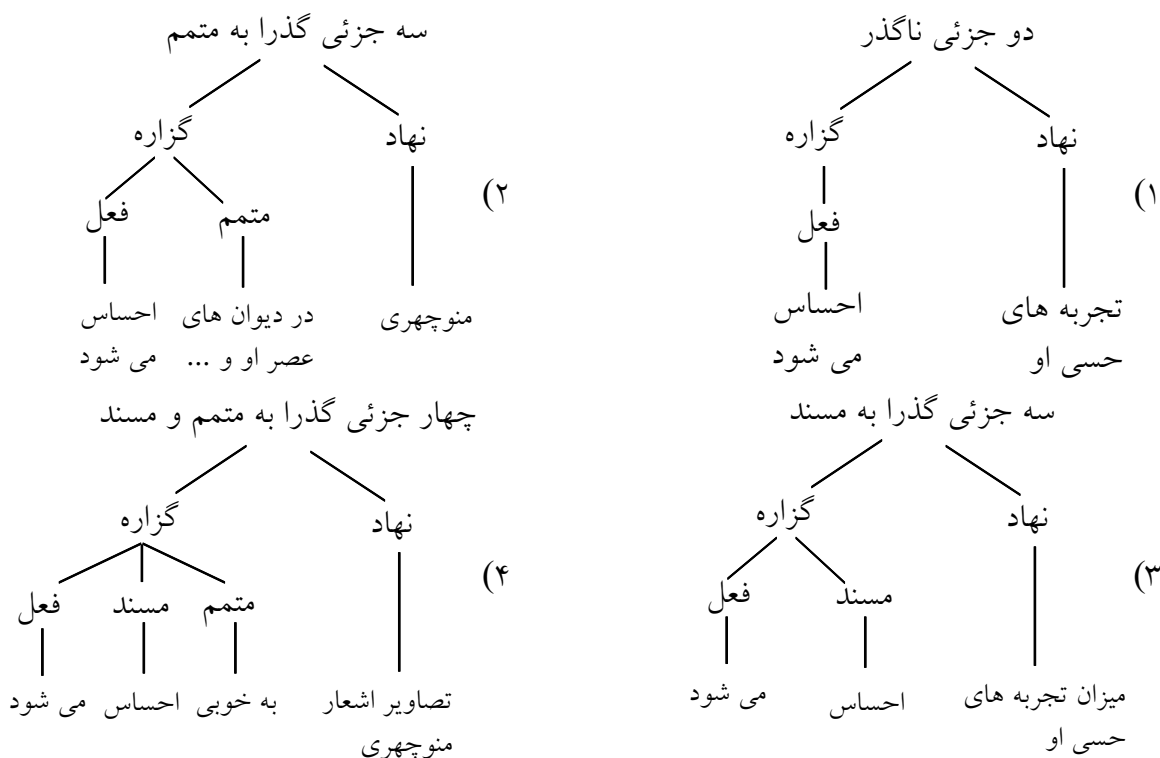 دو جزئی ناگذر
نهاد
گزاره
۱)
فعل
تجربه های
حسی او
احساس
می شود
سه جزئی گذرا به متمم
نهاد
گزاره
۲)
متمم
فعل
منوچهری
در دیوان های
عصر او و ...
احساس
می شود
سه جزئی گذرا به مسند
نهاد
گزاره
۳)
مسند
فعل
میزان تجربه های
حسی او
احساس
می شود
چهار جزئی گذرا به متمم و مسند
نهاد
گزاره
۴)
متمم
مسند
فعل
تصاویر اشعار
منوچهری
به خوبی
احساس
می شود